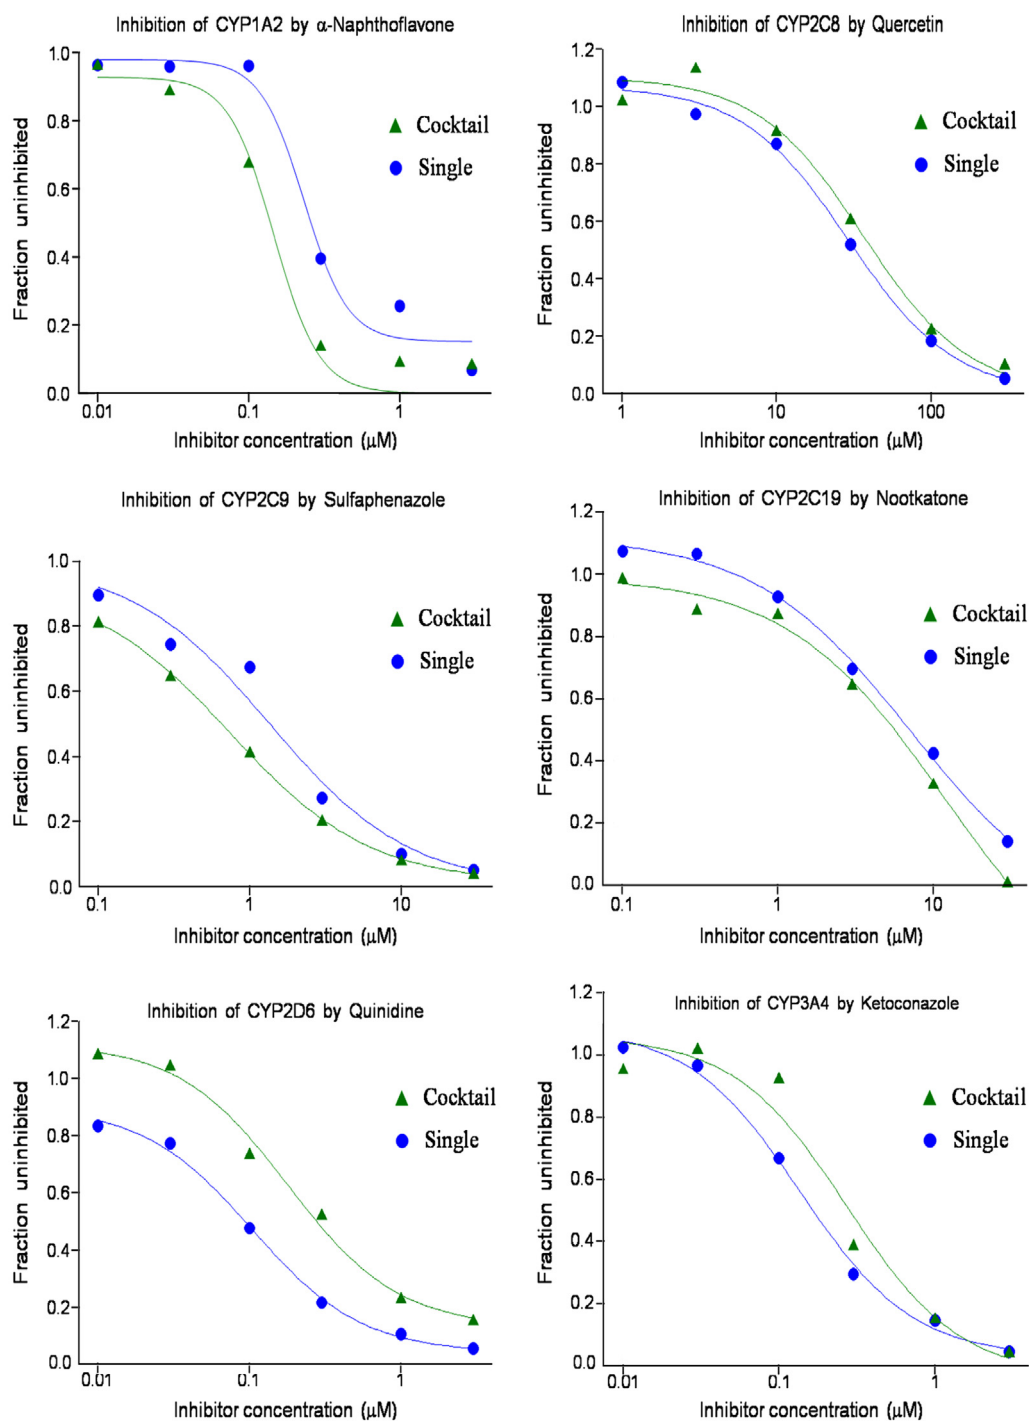 Inhibition of CYP1A2 by α-Naphthoflavone
1.0
0.8
0.6
0.4
0.2
0.0
Fraction uninhibited
Cocktail
Single
0.01 0.1 1
Inhibitor concentration (μM)
Inhibition of CYP2C8 by Quercetin
1.2
1.0
0.8
0.6
0.4
0.2
0.0
Fraction uninhibited
Cocktail
Single
1 10 100
Inhibitor concentration (μM)
Inhibition of CYP2C9 by Sulfaphenazole
1.0
0.8
0.6
0.4
0.2
0.0
Fraction uninhibited
Cocktail
Single
0.1 1 10
Inhibitor concentration (μM)
Inhibition of CYP2C19 by Nootkatone
1.2
1.0
0.8
0.6
0.4
0.2
0.0
Fraction uninhibited
Cocktail
Single
0.1 1 10
Inhibitor concentration (μM)
Inhibition of CYP2D6 by Quinidine
1.2
1.0
0.8
0.6
0.4
0.2
0.0
Fraction uninhibited
Cocktail
Single
0.01 0.1 1
Inhibitor concentration (μM)
Inhibition of CYP3A4 by Ketoconazole
1.2
1.0
0.8
0.6
0.4
0.2
0.0
Fraction uninhibited
Cocktail
Single
0.01 0.1 1
Inhibitor concentration (μM)